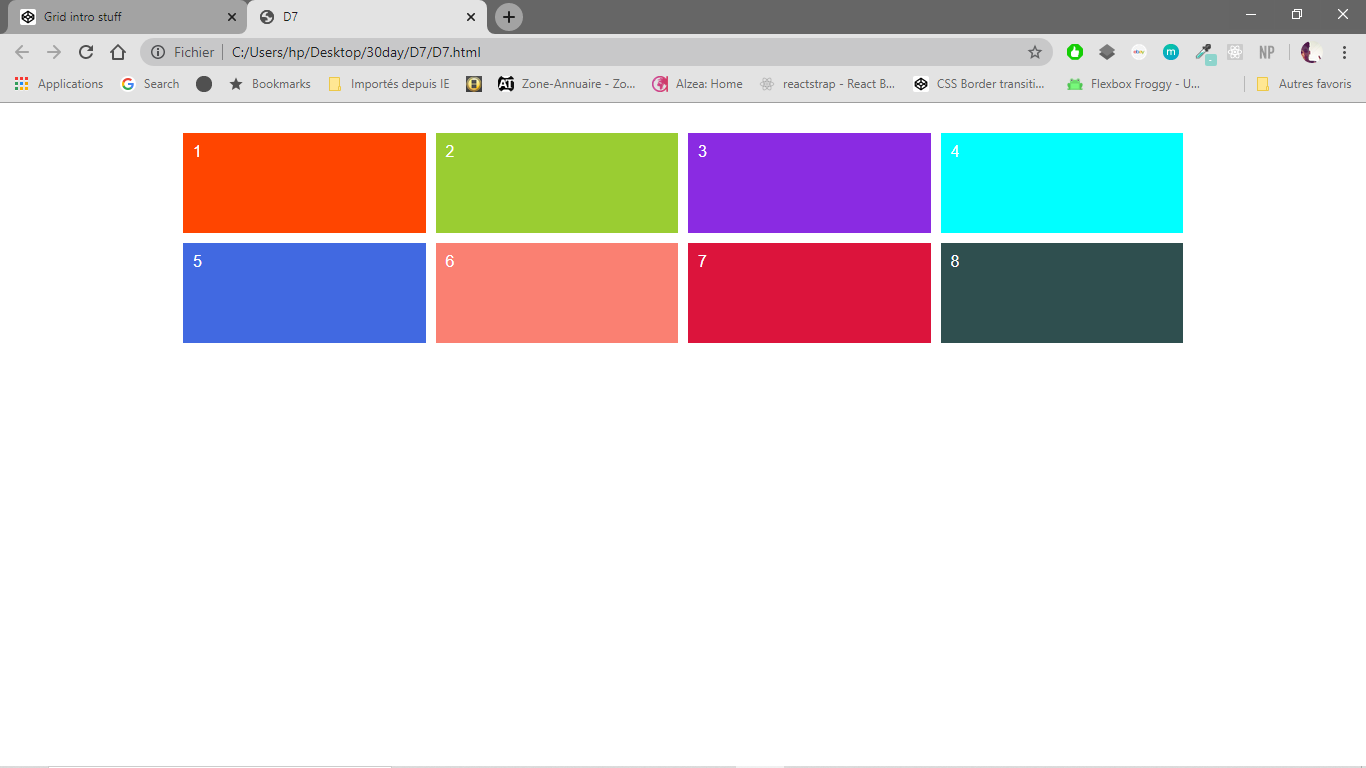 Grid intro stuff
D7
Fichier C:/Users/hp/Desktop/30day/D7/D7.html
ebay m NP
Applications Search Bookmarks Importés depuis IE Zone-Annuaire - Zo... Alzea: Home reactstrap - React B... CSS Border transiti... Flexbox Froggy - U... Autres favoris
1 2 3 4
5 6 7 8